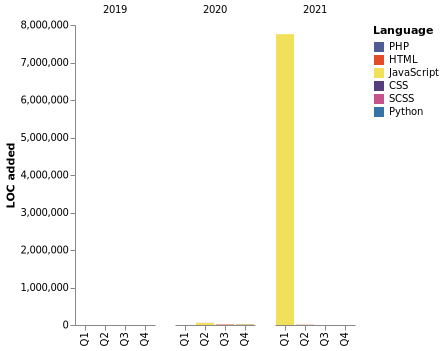 2019 2020 2021
Language
PHP
HTML
JavaScript
CSS
SCSS
Python
LOC added
8,000,000
7,000,000
6,000,000
5,000,000
4,000,000
3,000,000
2,000,000
1,000,000
0
Q1 Q2 Q3 Q4 Q1 Q2 Q3 Q4 Q1 Q2 Q3 Q4